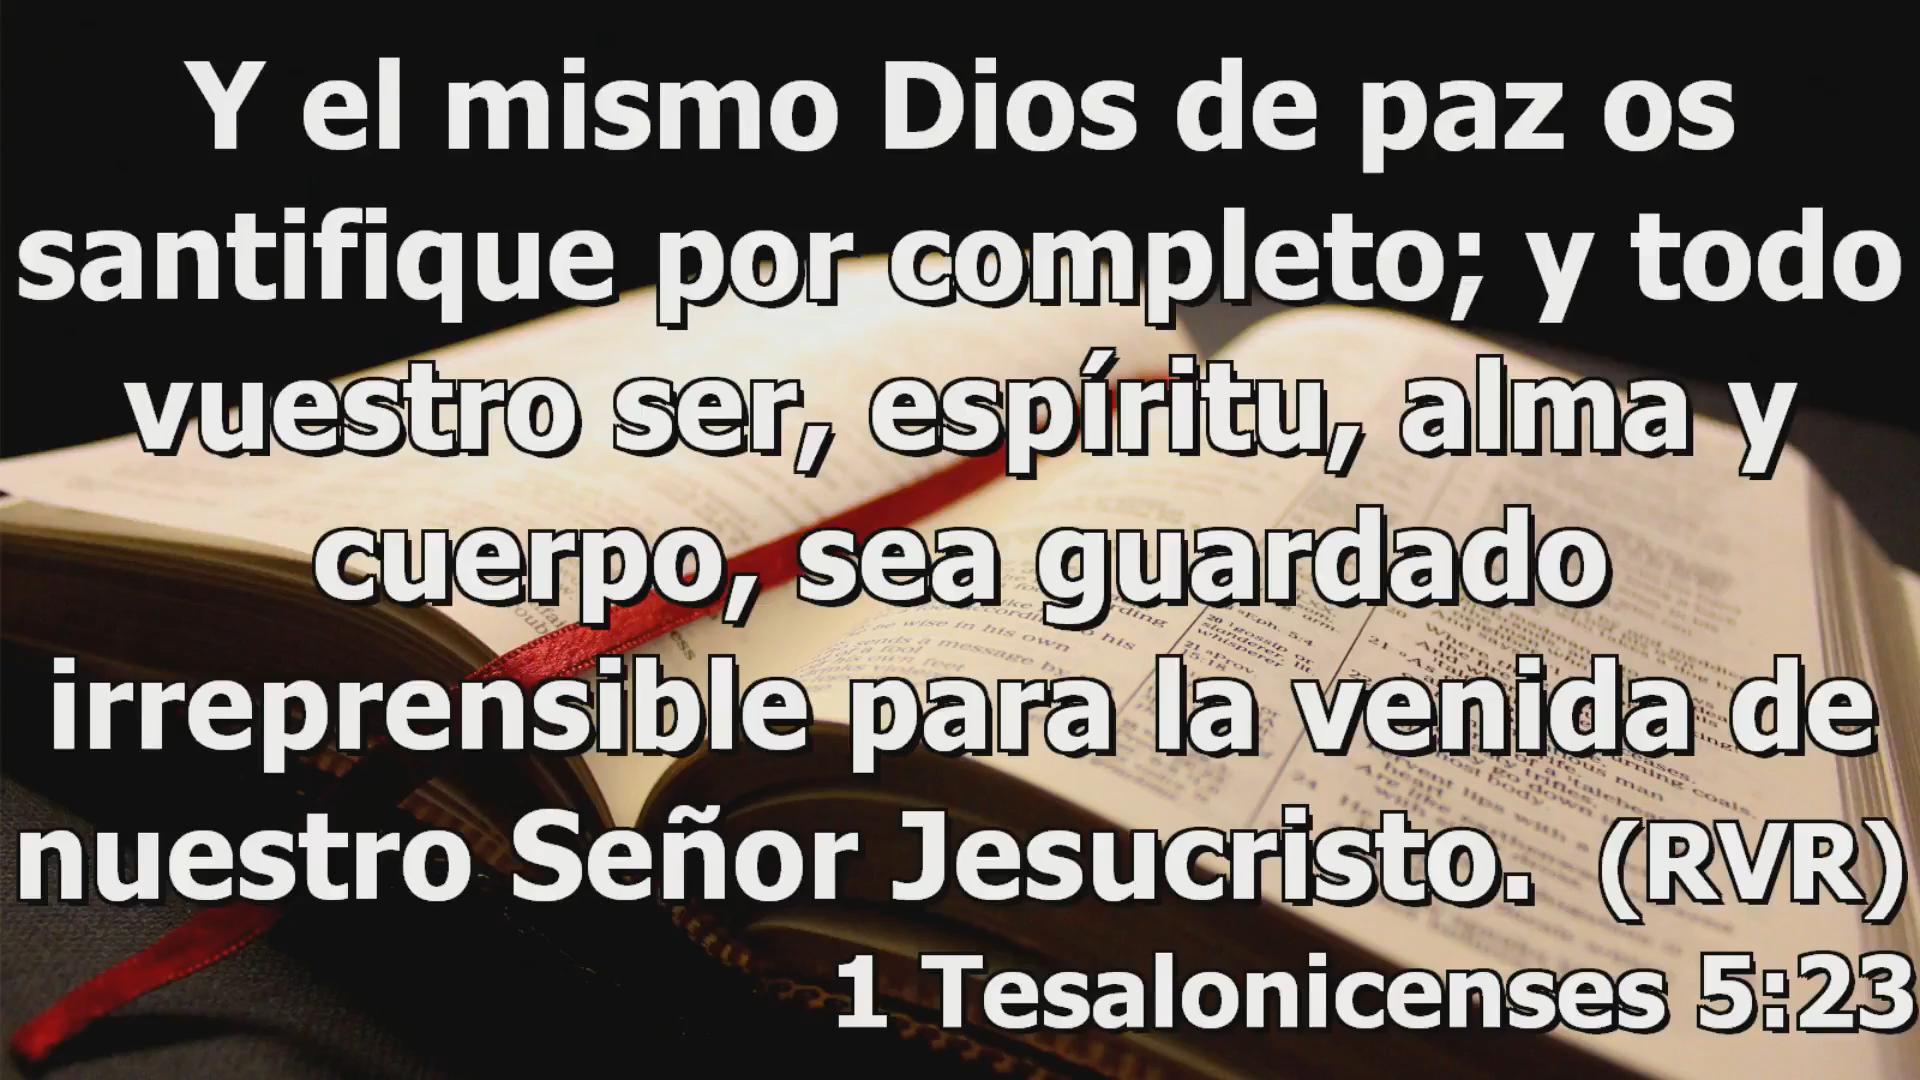 Y el mismo Dios de paz os
santifique por completo; y todo
vuestro ser, espíritu, alma y
cuerpo, sea guardado
irreprensible para la venida de
nuestro Señor Jesucristo. (RVR)
1 Tesalonicenses 5:23